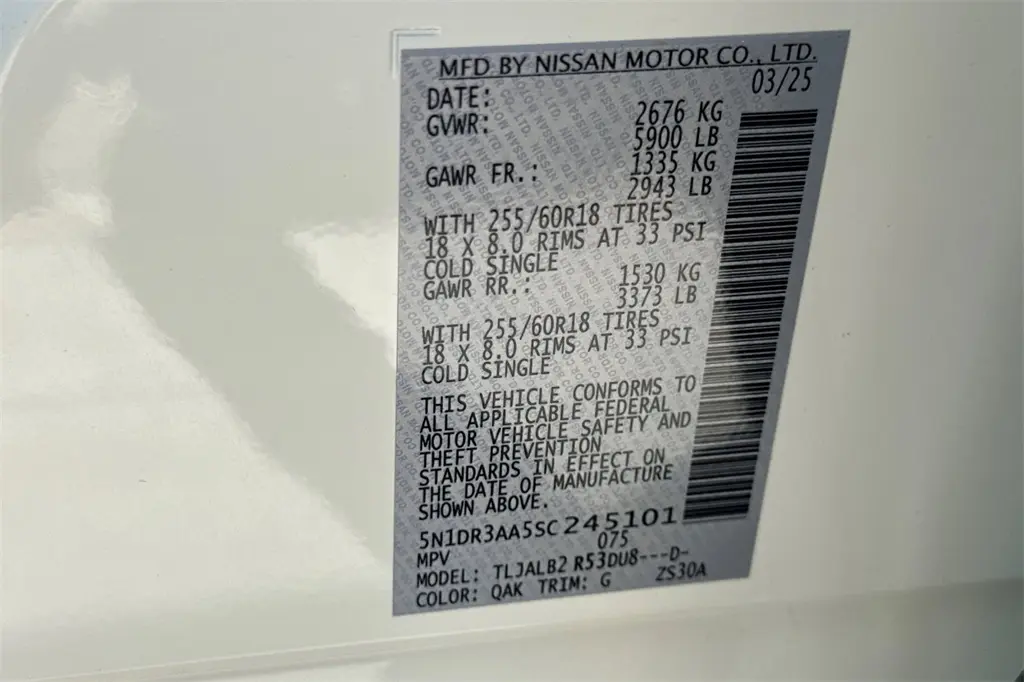 MFD BY NISSAN MOTOR CO., LTD.
DATE: 03/25
GVWR: 2676 KG
5900 LB
GAWR FR.: 1335 KG
2943 LB
WITH 255/60R18 TIRES
18 X 8.0 RIMS AT 33 PSI
COLD SINGLE
GAWR RR.: 1530 KG
3373 LB
WITH 255/60R18 TIRES
18 X 8.0 RIMS AT 33 PSI
COLD SINGLE
THIS VEHICLE CONFORMS TO
ALL APPLICABLE FEDERAL
MOTOR VEHICLE SAFETY AND
THEFT PREVENTION
STANDARDS IN EFFECT ON
THE DATE OF MANUFACTURE
SHOWN ABOVE.
5N1DR3AA5SC245101
MPV 075
MODEL: TLJALB2 R53DU8---D-
COLOR: QAK TRIM: G ZS30A